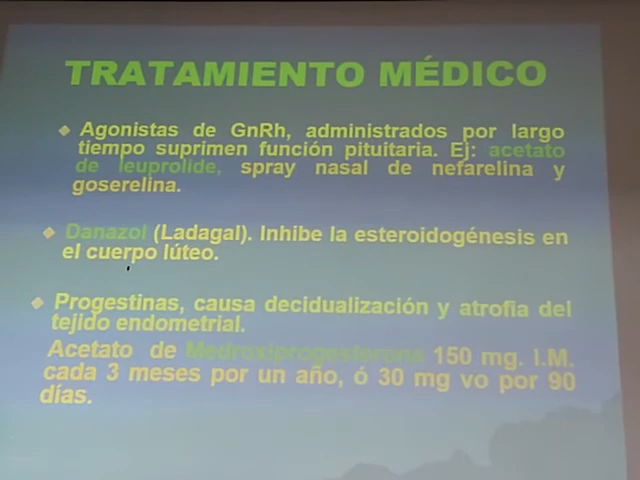 TRATAMIENTO MÉDICO
Agonistas de GnRh, administrados por largo
tiempo suprimen función pituitaria. Ej: acetato
de leuprolide, spray nasal de nefarelina y
goserelina.
Danazol (Ladagal). Inhibe la esteroidogénesis en
el cuerpo lúteo.
Progestinas, causa decidualización y atrofia del
tejido endometrial.
Acetato de Medroxiprogesterona 150 mg. I.M.
cada 3 meses por un año, ó 30 mg vo por 90
días.